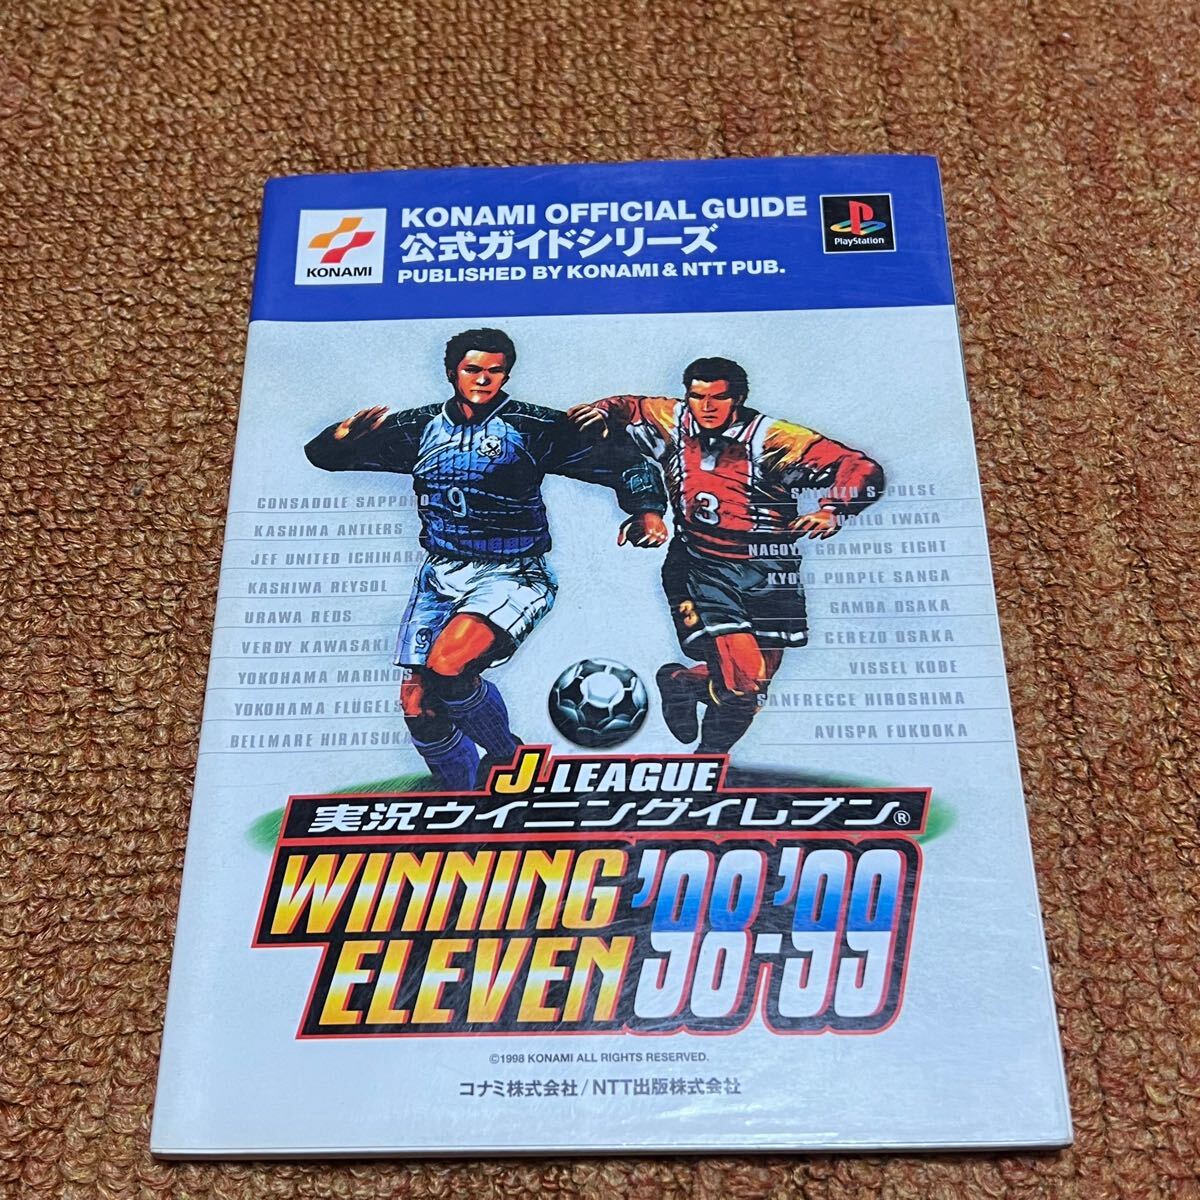 KONAMI
KONAMI OFFICIAL GUIDE
公式ガイドシリーズ
PUBLISHED BY KONAMI & NTT PUB.
PlayStation
CONSADOLE SAPPORO
KASHIMA ANTLERS
JEF UNITED ICHIHARA
KASHIWA REYSOL
URAWA REDS
VERDY KAWASAKI
YOKOHAMA MARINOS
YOKOHAMA FLÜGELS
BELLMARE HIRATSUKA
SHIMIZU S-PULSE
JUBILO IWATA
NAGOYA GRAMPUS EIGHT
KYOTO PURPLE SANGA
GAMBA OSAKA
CEREZO OSAKA
VISSEL KOBE
SANFRECCE HIROSHIMA
AVISPA FUKUOKA
9
9
3
3
J.LEAGUE
実況ウイニングイレブン®
WINNING
ELEVEN
'98-'99
©1998 KONAMI ALL RIGHTS RESERVED.
コナミ株式会社/NTT出版株式会社